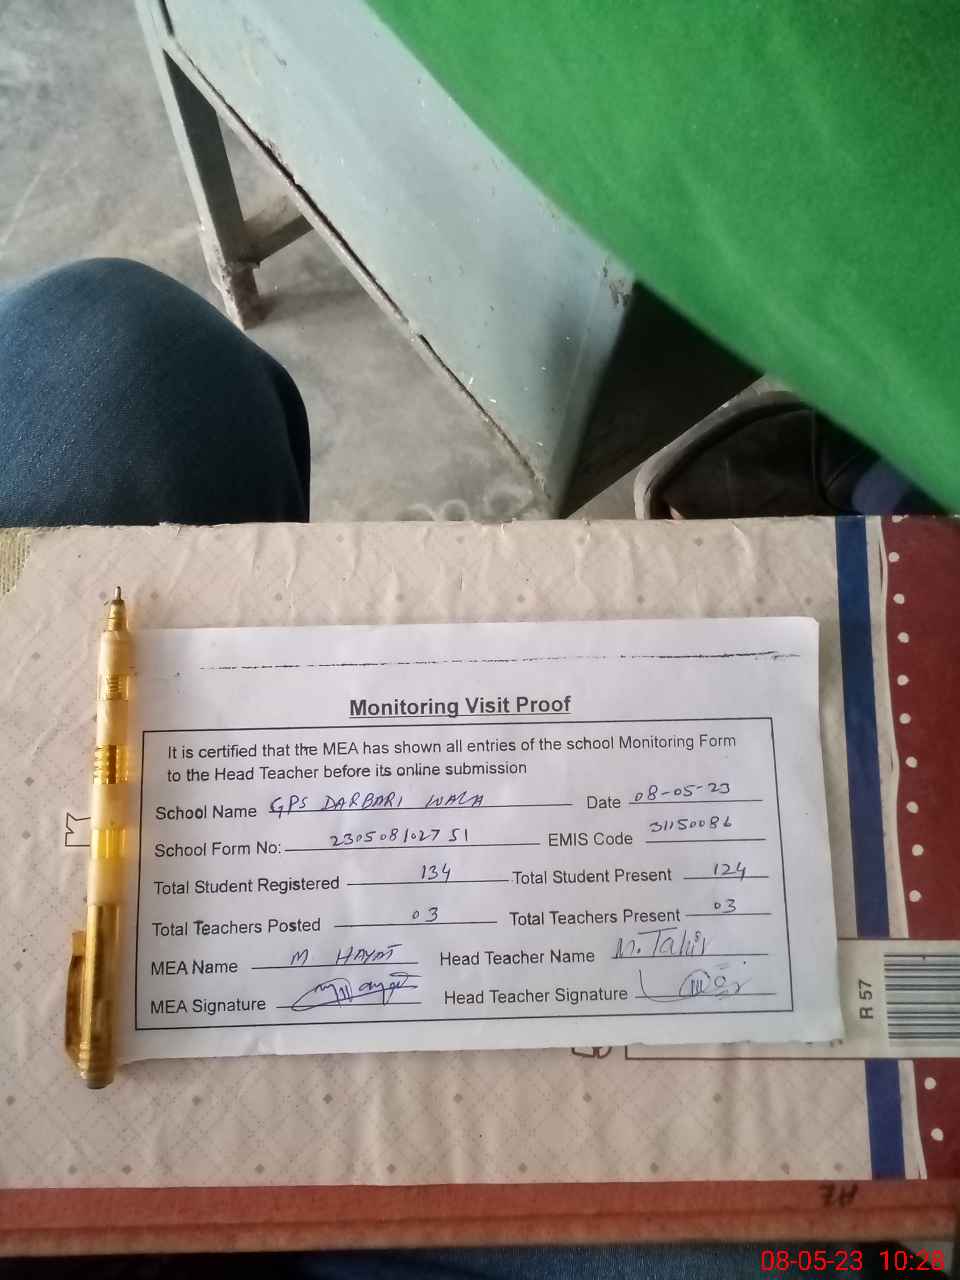 Monitoring Visit Proof
It is certified that the MEA has shown all entries of the school Monitoring Form
to the Head Teacher before its online submission
School Name GPS DARBARI WALA Date 08-05-23
School Form No: 230508102751 EMIS Code 31150086
Total Student Registered 134 Total Student Present 124
Total Teachers Posted 03 Total Teachers Present 03
MEA Name M HAYAT Head Teacher Name M. Tahir
MEA Signature Head Teacher Signature
R 57
08-05-23 10:28